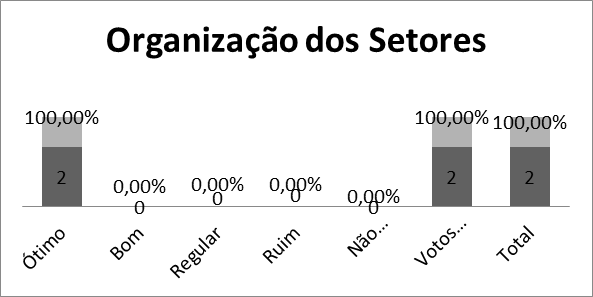 Organização dos Setores
100,00% 0,00% 0,00% 0,00% 0,00% 100,00% 100,00%
2 0 0 0 0 2 2
Ótimo Bom Regular Ruim Não... Votos... Total